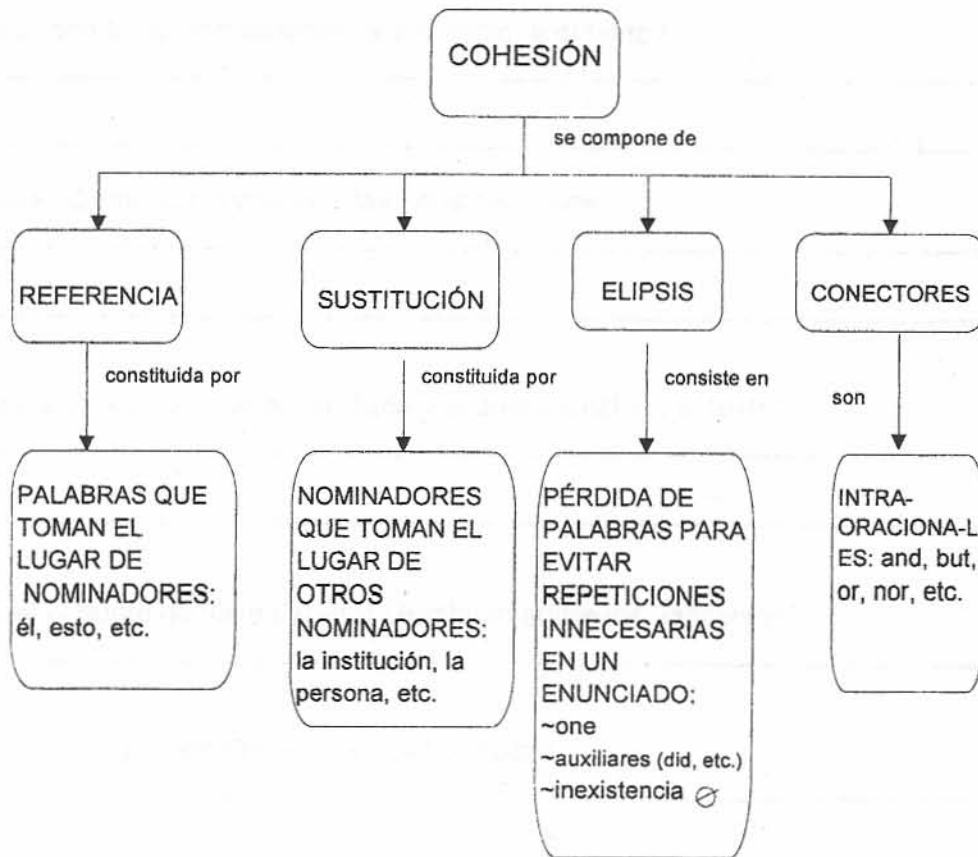 COHESIÓN
se compone de
REFERENCIA
SUSTITUCIÓN
ELIPSIS
CONECTORES
constituida por
constituida por
consiste en
son
PALABRAS QUE
TOMAN EL
LUGAR DE
NOMINADORES:
él, esto, etc.
NOMINADORES
QUE TOMAN EL
LUGAR DE
OTROS
NOMINADORES:
la institución, la
persona, etc.
PÉRDIDA DE
PALABRAS PARA
EVITAR
REPETICIONES
INNECESARIAS
EN UN
ENUNCIADO:
~one
~auxiliares (did, etc.)
~inexistencia ∅
INTRA-
ORACIONA-L
ES: and, but,
or, nor, etc.